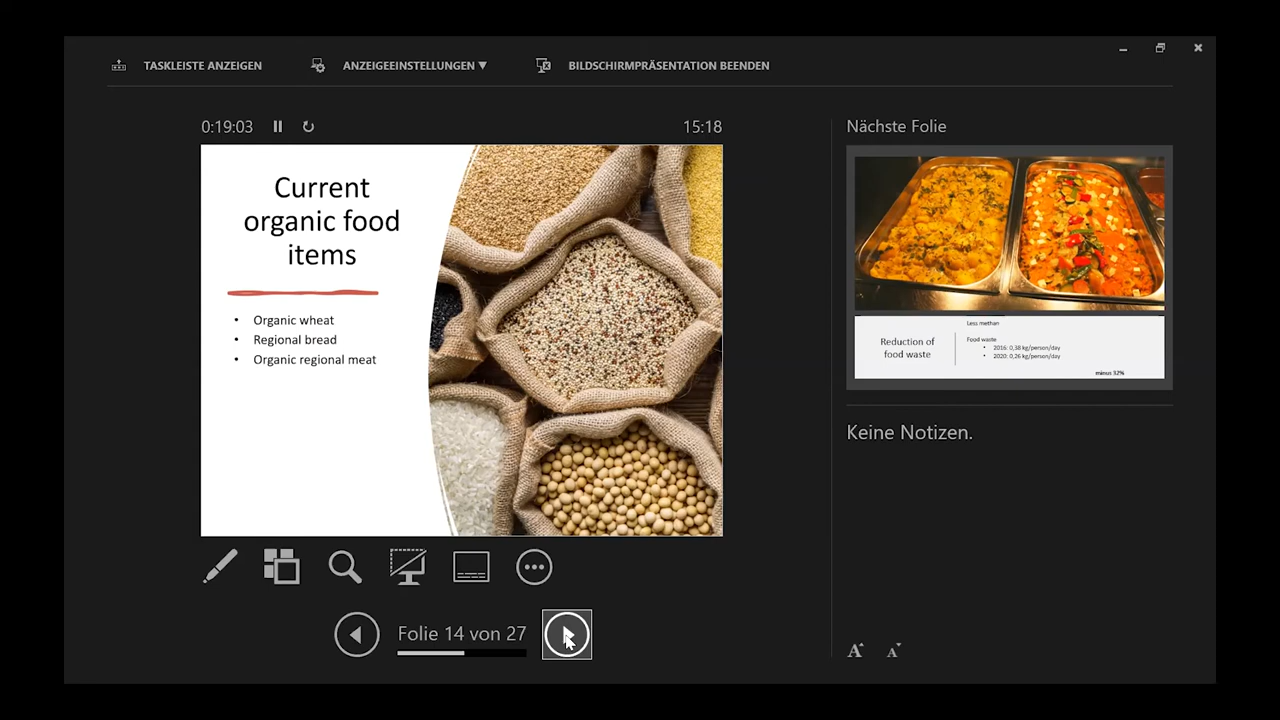 TASKLEISTE ANZEIGEN
ANZEIGEEINSTELLUNGEN ▼
BILDSCHIRMPRÄSENTATION BEENDEN
0:19:03
15:18
Current
organic food
items
• Organic wheat
• Regional bread
• Organic regional meat
Folie 14 von 27
Nächste Folie
Reduction of
food waste
Less methan
Food waste
• 2016: 0,38 kg/person/day
• 2020: 0,26 kg/person/day
minus 32%
Keine Notizen.
A A